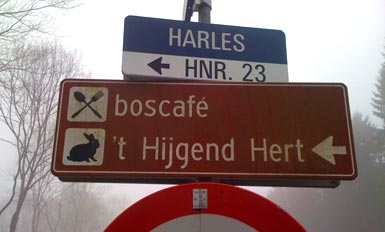 HARLES
HNR. 23
boscafé
't Hijgend Hert